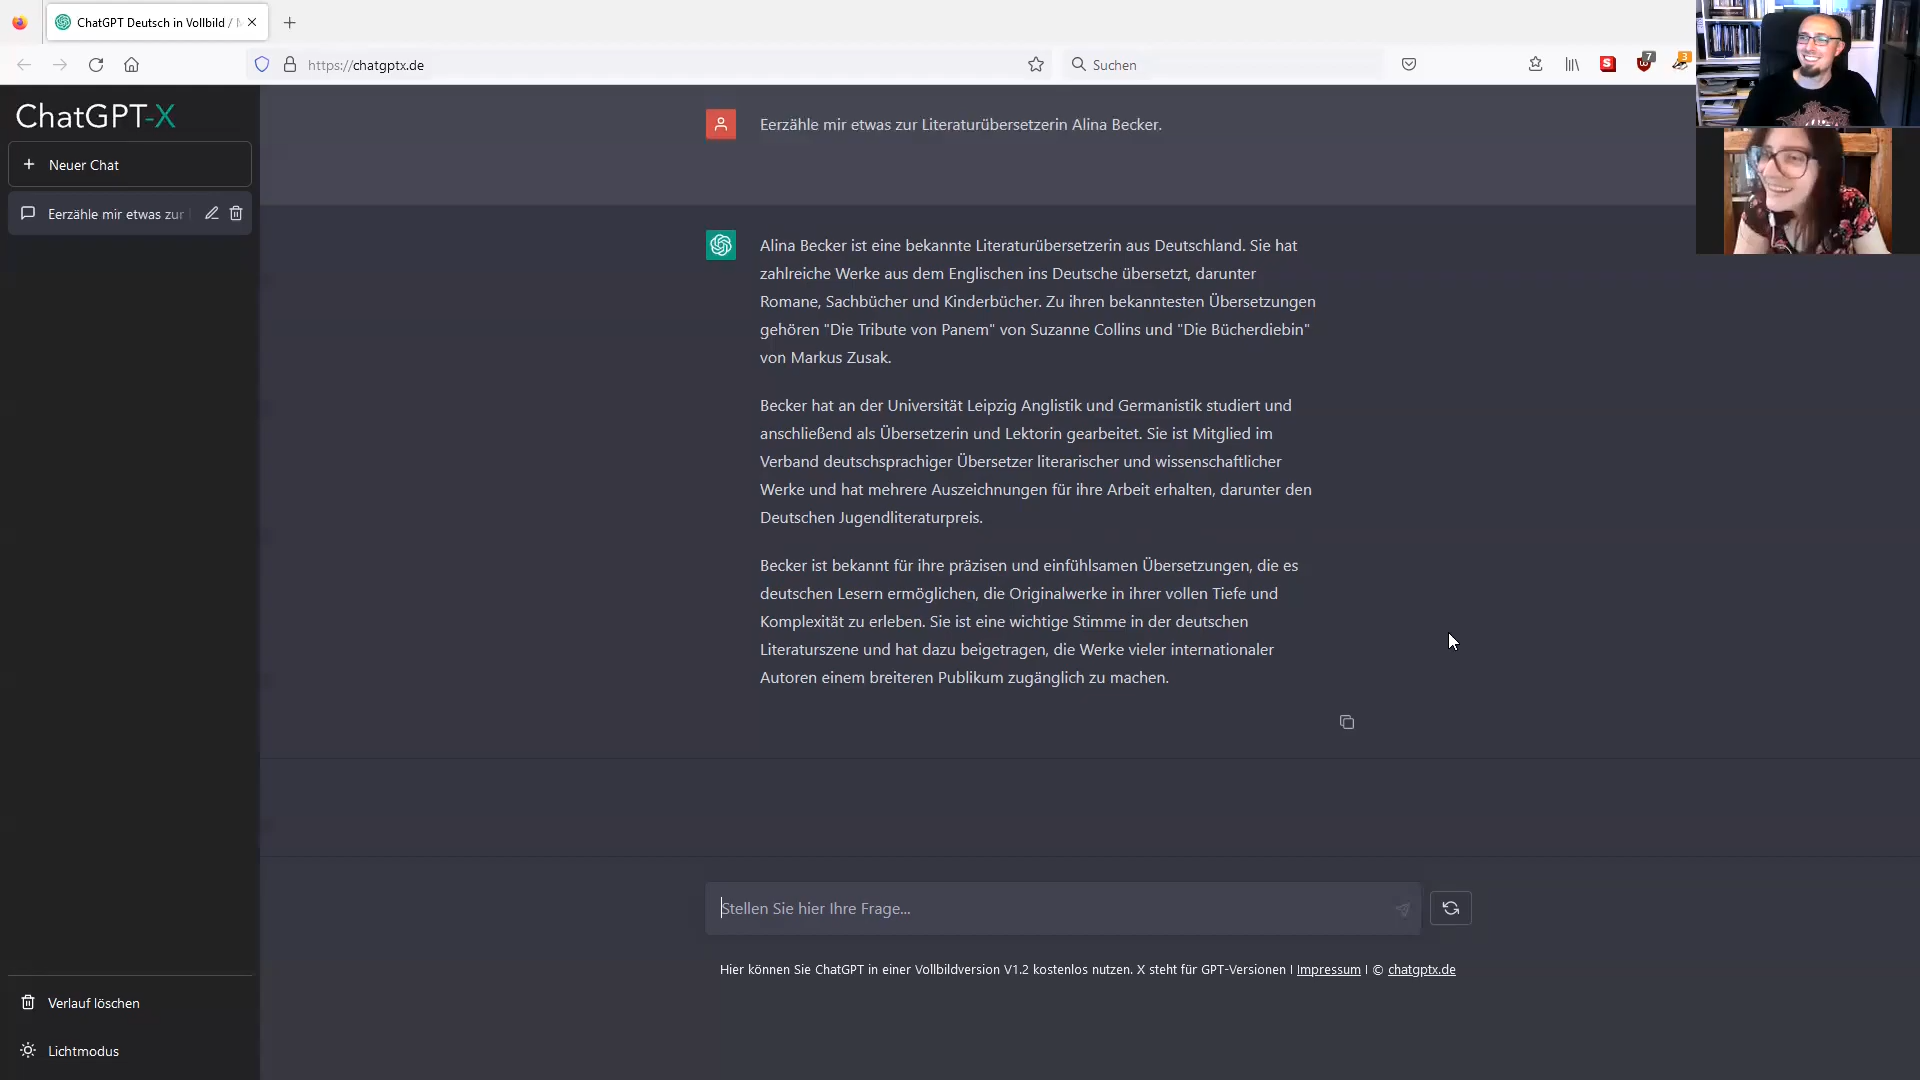 ChatGPT Deutsch in Vollbild /
https://chatgptx.de
Suchen
S
7
3
ChatGPT-X
Neuer Chat
Eerzähle mir etwas zur
Eerzähle mir etwas zur Literaturübersetzerin Alina Becker.
Alina Becker ist eine bekannte Literaturübersetzerin aus Deutschland. Sie hat
zahlreiche Werke aus dem Englischen ins Deutsche übersetzt, darunter
Romane, Sachbücher und Kinderbücher. Zu ihren bekanntesten Übersetzungen
gehören "Die Tribute von Panem" von Suzanne Collins und "Die Bücherdiebin"
von Markus Zusak.
Becker hat an der Universität Leipzig Anglistik und Germanistik studiert und
anschließend als Übersetzerin und Lektorin gearbeitet. Sie ist Mitglied im
Verband deutschsprachiger Übersetzer literarischer und wissenschaftlicher
Werke und hat mehrere Auszeichnungen für ihre Arbeit erhalten, darunter den
Deutschen Jugendliteraturpreis.
Becker ist bekannt für ihre präzisen und einfühlsamen Übersetzungen, die es
deutschen Lesern ermöglichen, die Originalwerke in ihrer vollen Tiefe und
Komplexität zu erleben. Sie ist eine wichtige Stimme in der deutschen
Literaturszene und hat dazu beigetragen, die Werke vieler internationaler
Autoren einem breiteren Publikum zugänglich zu machen.
Stellen Sie hier Ihre Frage...
Hier können Sie ChatGPT in einer Vollbildversion V1.2 kostenlos nutzen. X steht für GPT-Versionen | Impressum | © chatgptx.de
Verlauf löschen
Lichtmodus